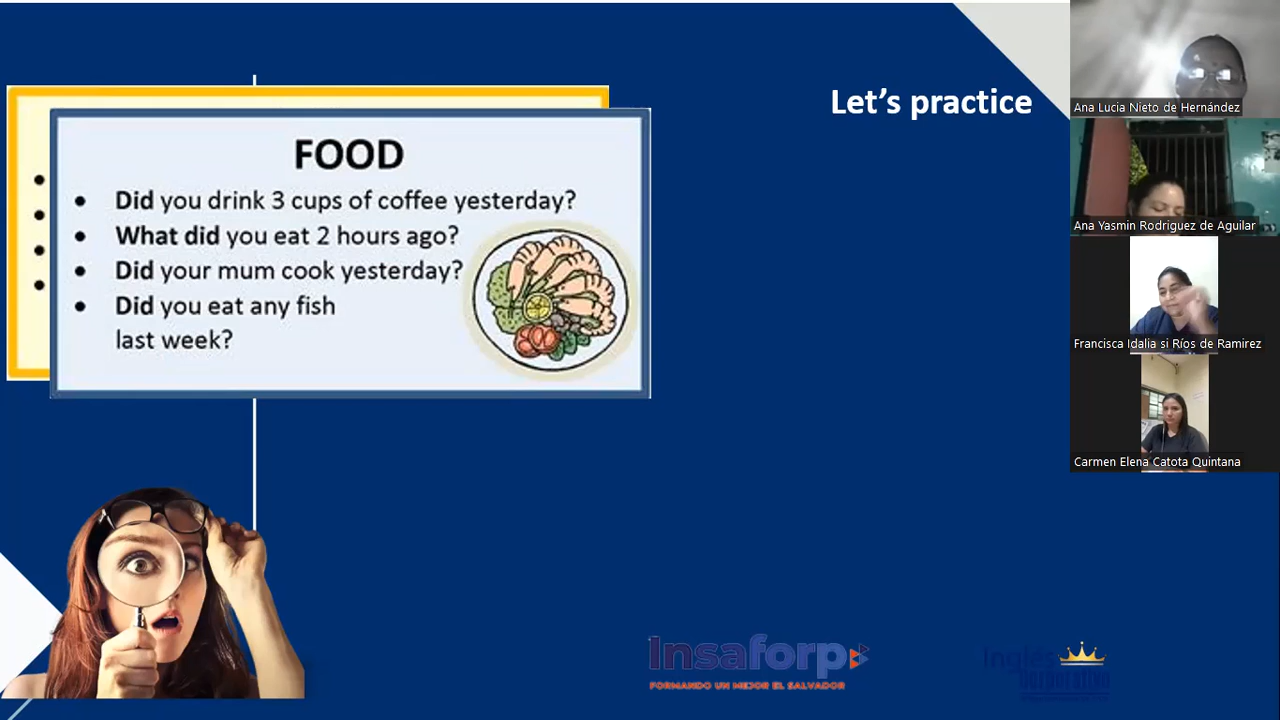 Let's practice
FOOD
Did you drink 3 cups of coffee yesterday?
What did you eat 2 hours ago?
Did your mum cook yesterday?
Did you eat any fish
last week?
Insaforp
FORMANDO UN MEJOR EL SALVADOR
Inglés
Corporativo
Ana Lucia Nieto de Hernández
Ana Yasmin Rodriguez de Aguilar
Francisca Idalia si Ríos de Ramirez
Carmen Elena Catota Quintana